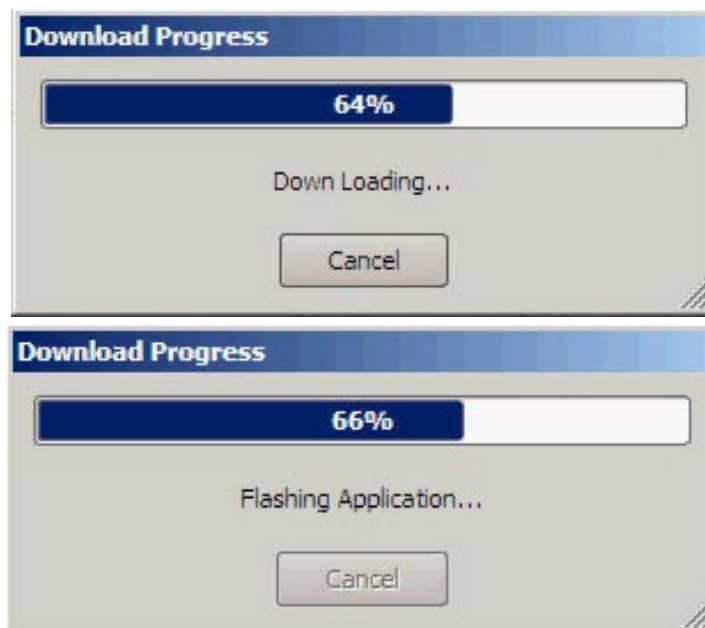 Download Progress
64%
Down Loading...
Cancel
Download Progress
66%
Flashing Application...
Cancel